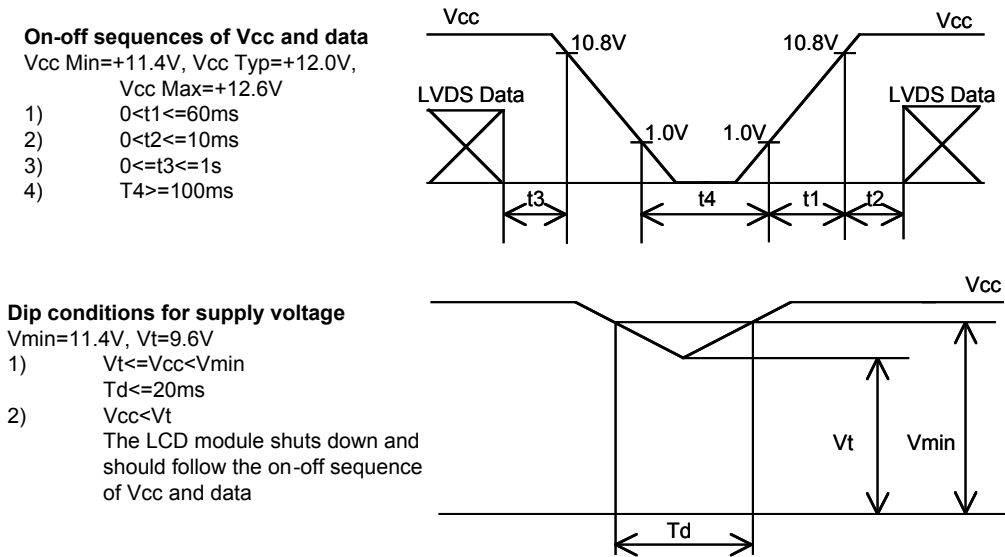 On-off sequences of Vcc and data
Vcc Min=+11.4V, Vcc Typ=+12.0V,
Vcc Max=+12.6V
1) 0<t1<=60ms
2) 0<t2<=10ms
3) 0<=t3<=1s
4) T4>=100ms
Vcc
Vcc
10.8V
10.8V
LVDS Data
LVDS Data
1.0V
1.0V
t3
t4
t1
t2
Dip conditions for supply voltage
Vmin=11.4V, Vt=9.6V
1) Vt<=Vcc<Vmin
Td<=20ms
2) Vcc<Vt
The LCD module shuts down and
should follow the on-off sequence
of Vcc and data
Vcc
Vt
Vmin
Td